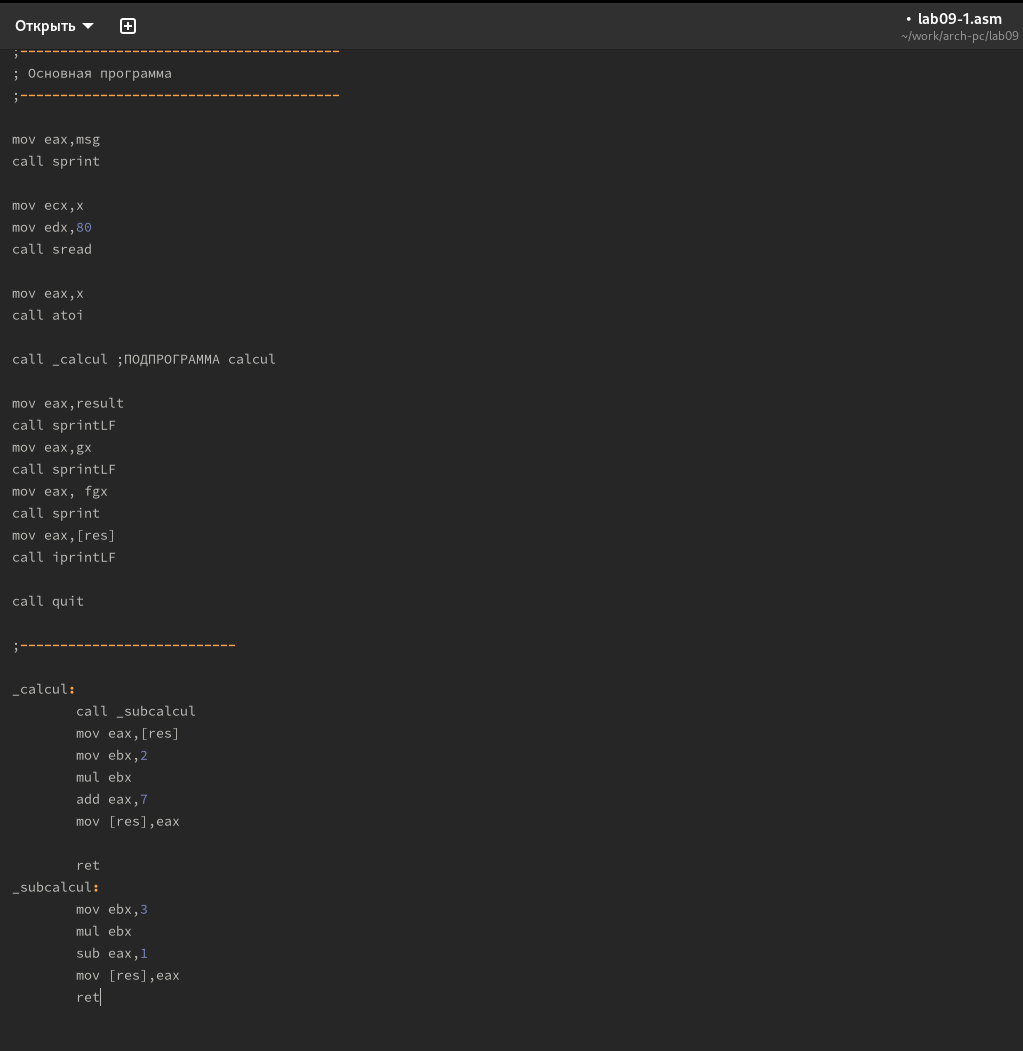 Открыть
• lab09-1.asm
~/work/arch-pc/lab09
;----------------------------------------
; Основная программа
;----------------------------------------
mov eax,msg
call sprint
mov ecx,x
mov edx,80
call sread
mov eax,x
call atoi
call _calcul ;ПОДПРОГРАММА calcul
mov eax,result
call sprintLF
mov eax,gx
call sprintLF
mov eax, fgx
call sprint
mov eax,[res]
call iprintLF
call quit
;---------------------------
_calcul:
call _subcalcul
mov eax,[res]
mov ebx,2
mul ebx
add eax,7
mov [res],eax
ret
_subcalcul:
mov ebx,3
mul ebx
sub eax,1
mov [res],eax
ret